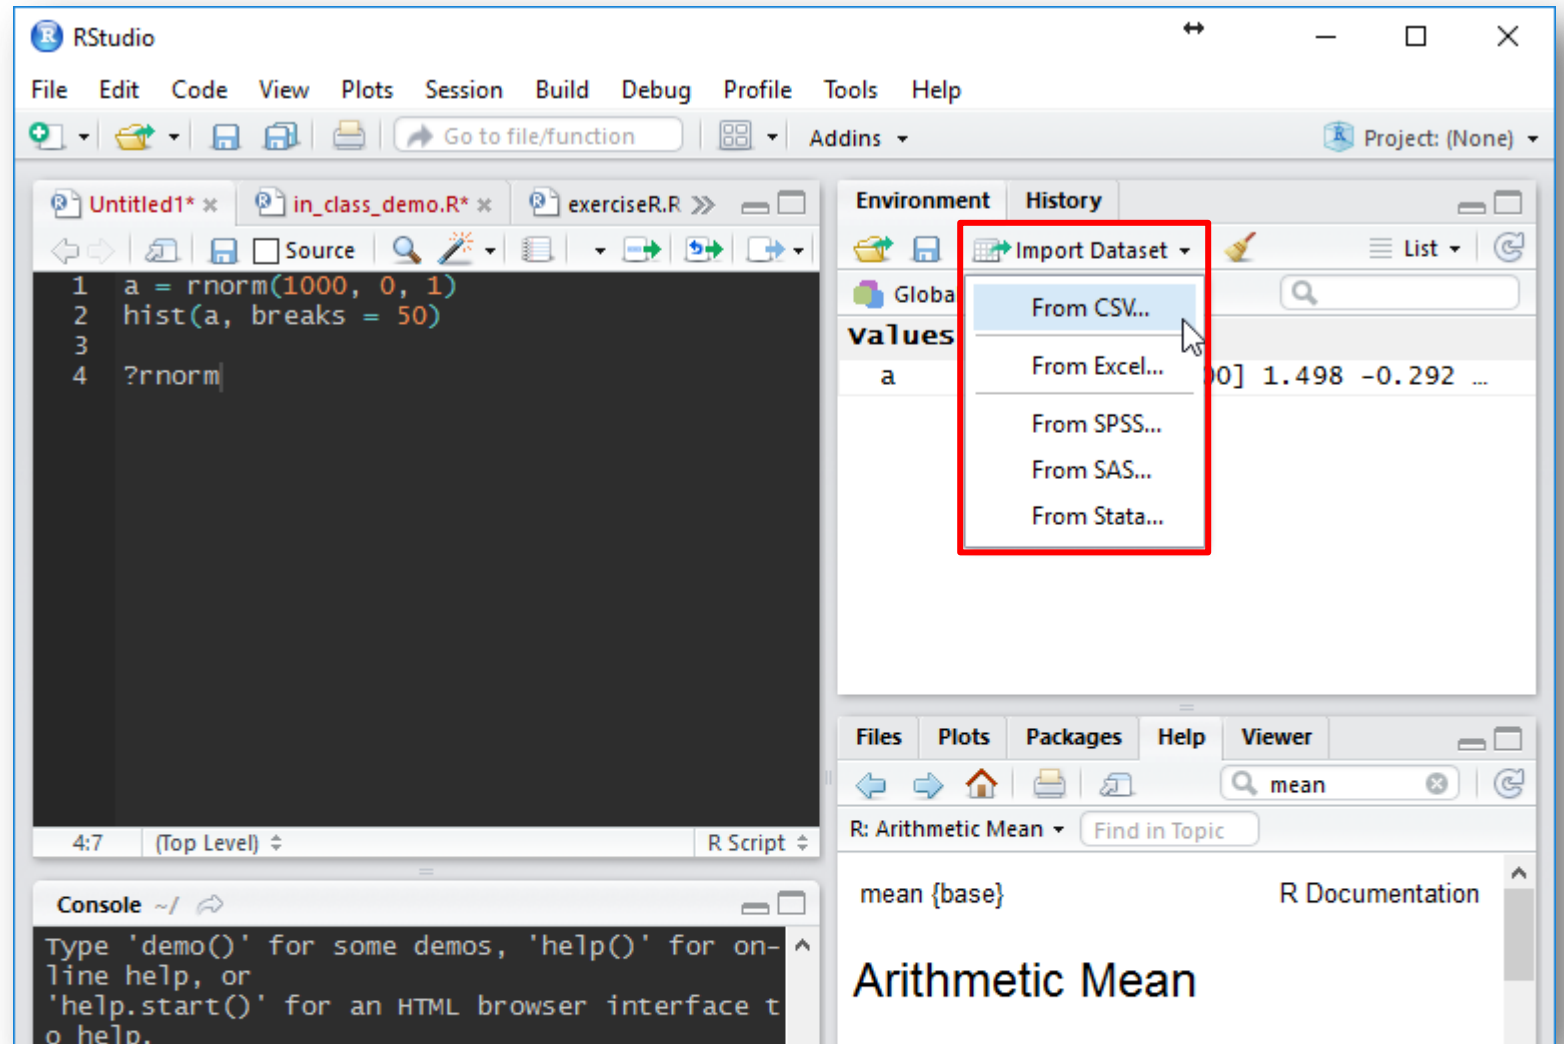 RStudio
File Edit Code View Plots Session Build Debug Profile Tools Help
Go to file/function Addins Project: (None)
Untitled1* in_class_demo.R* exerciseR.R
Source
1 a = rnorm(1000, 0, 1)
2 hist(a, breaks = 50)
3
4 ?rnorm
4:7 (Top Level) R Script
Console ~/
Type 'demo()' for some demos, 'help()' for on-
line help, or
'help.start()' for an HTML browser interface t
o help.
Environment History
Import Dataset List
Globa
From CSV...
Values
From Excel...
a 00] 1.498 -0.292 ...
From SPSS...
From SAS...
From Stata...
Files Plots Packages Help Viewer
mean
R: Arithmetic Mean Find in Topic
mean {base} R Documentation
Arithmetic Mean